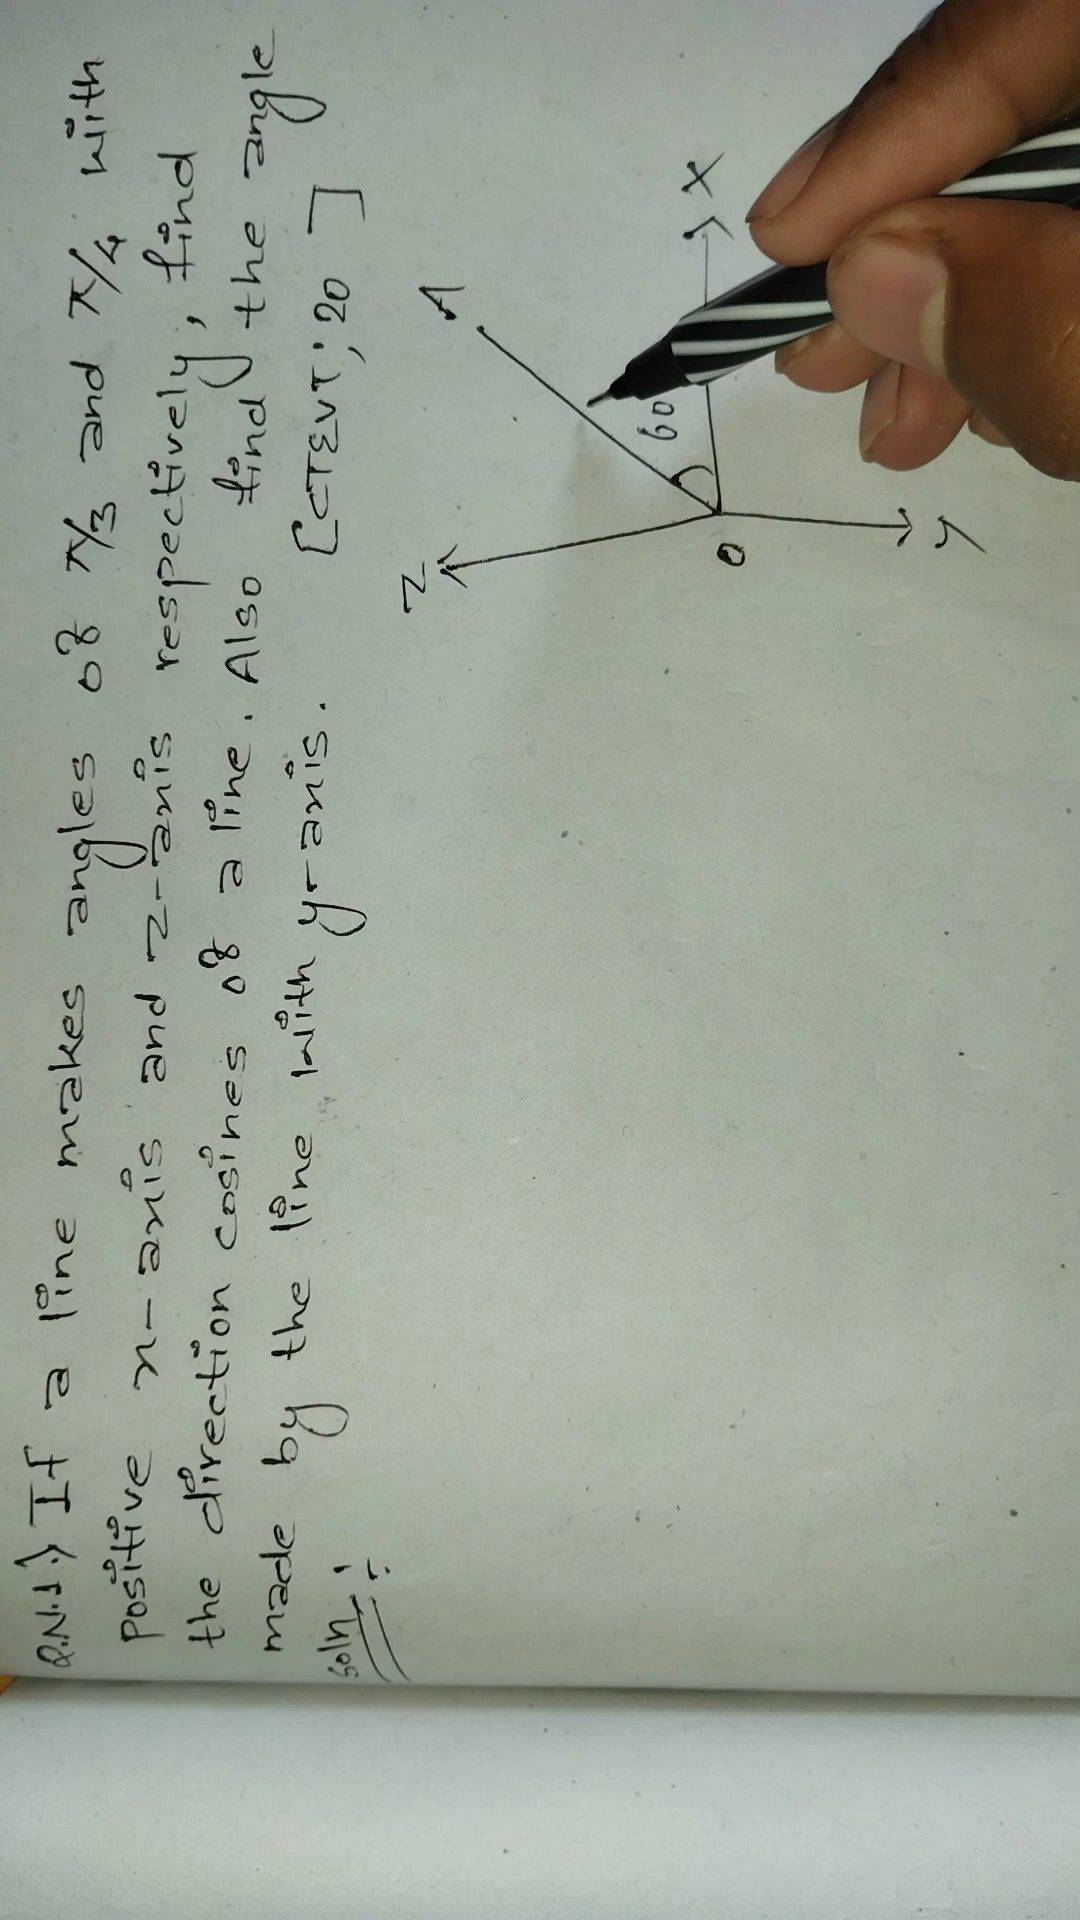 Q.N.1.) If a line makes angles of π/3 and π/4 with
positive x-axis and z-axis respectively, find
the direction cosines of a line. Also find the angle
made by the line with y-axis. [CTEVT; 20 ]
Soln:
Z
A
60
X
O
Y